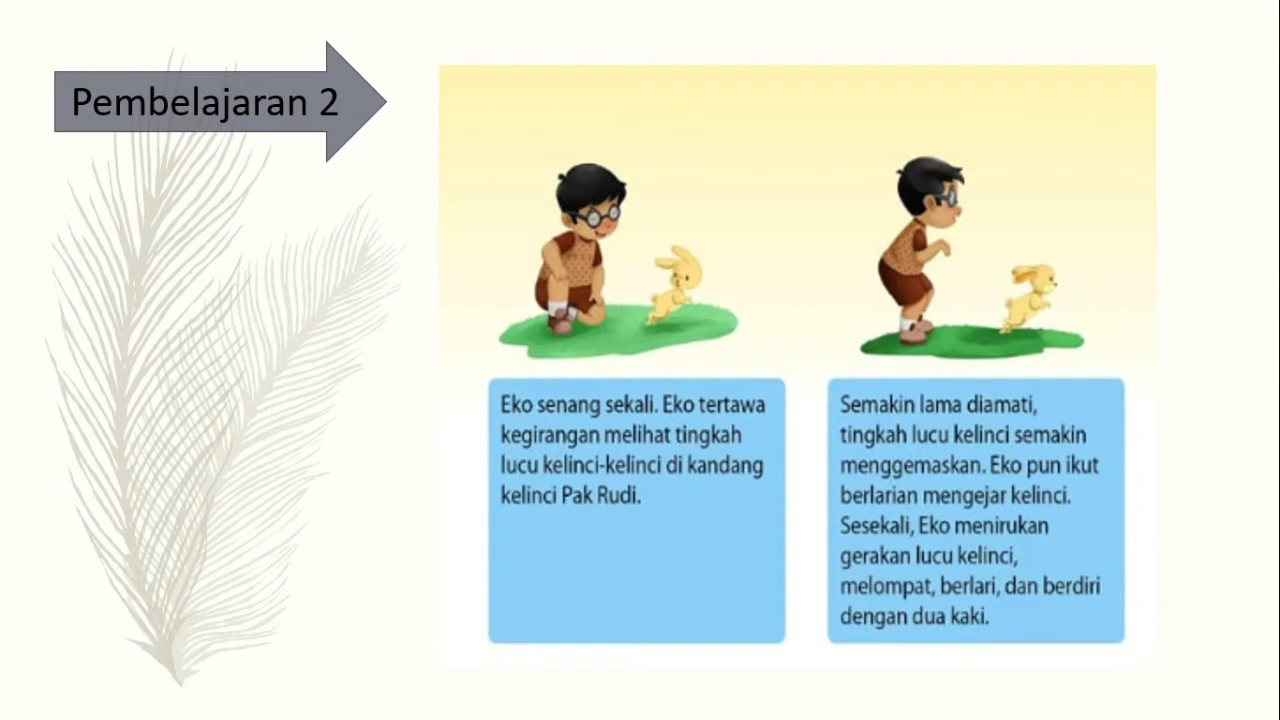 Pembelajaran 2
Eko senang sekali. Eko tertawa
kegirangan melihat tingkah
lucu kelinci-kelinci di kandang
kelinci Pak Rudi.
Semakin lama diamati,
tingkah lucu kelinci semakin
menggemaskan. Eko pun ikut
berlarian mengejar kelinci.
Sesekali, Eko menirukan
gerakan lucu kelinci,
melompat, berlari, dan berdiri
dengan dua kaki.